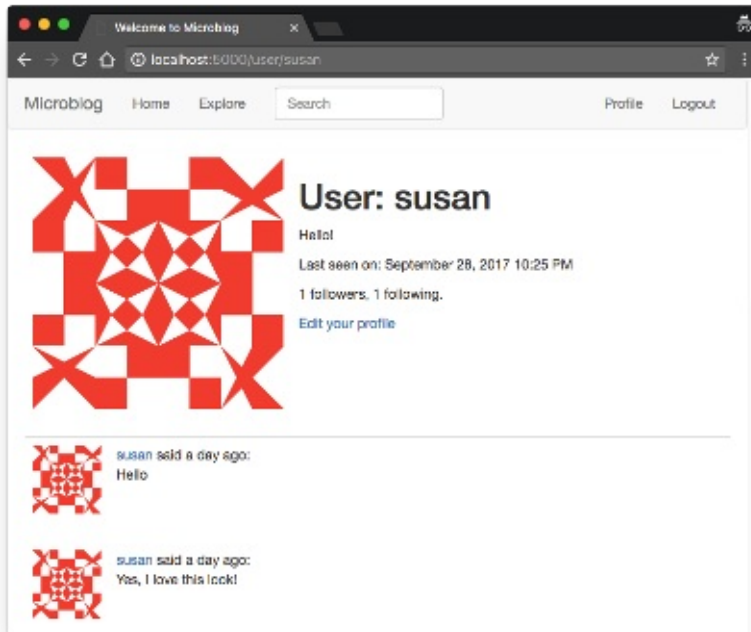 Welcome to Microblog
localhost:5000/user/susan
Microblog Home Explore Search Profile Logout
User: susan
Hello!
Last seen on: September 28, 2017 10:25 PM
1 followers, 1 following.
Edit your profile
susan said a day ago:
Hello
susan said a day ago:
Yes, I love this look!